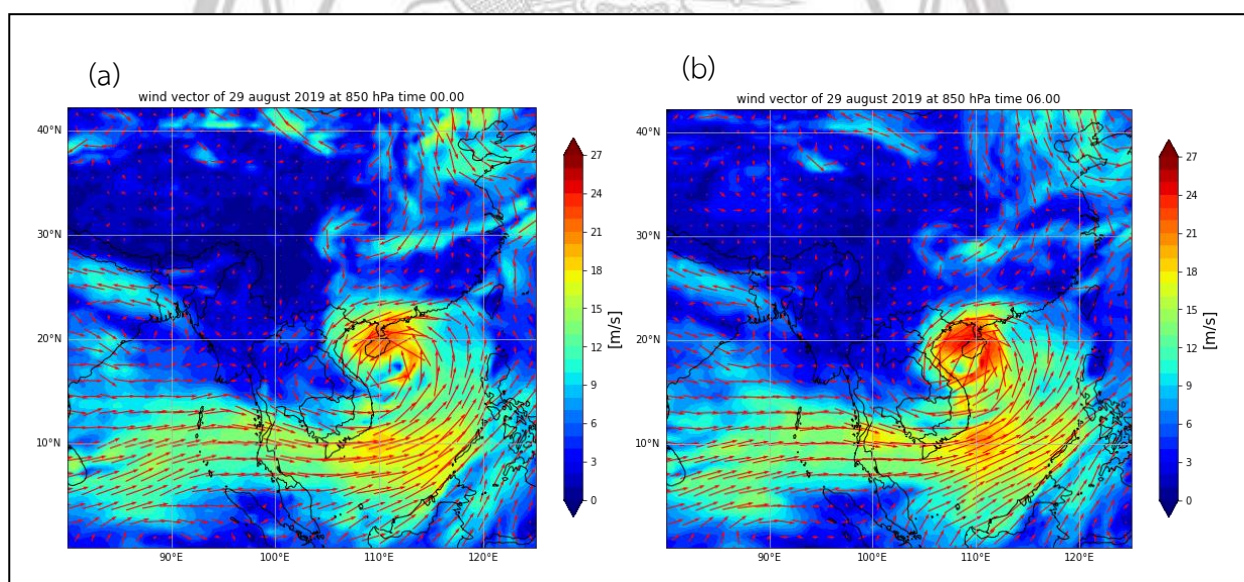 (a)
wind vector of 29 august 2019 at 850 hPa time 00.00
40°N
30°N
20°N
10°N
90°E
100°E
110°E
120°E
27
24
21
18
15
12
9
6
3
0
[m/s]
(b)
wind vector of 29 august 2019 at 850 hPa time 06.00
40°N
30°N
20°N
10°N
90°E
100°E
110°E
120°E
27
24
21
18
15
12
9
6
3
0
[m/s]